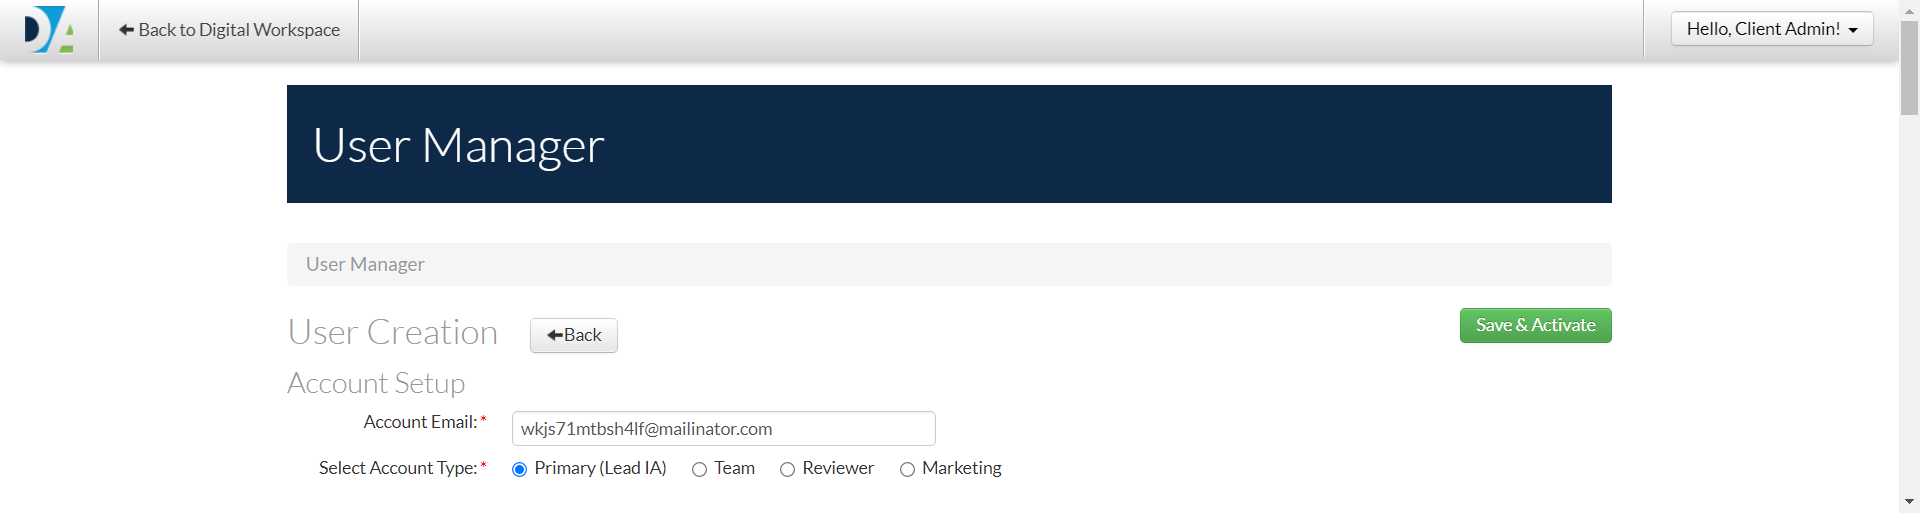 DA Back to Digital Workspace Hello, Client Admin!
User Manager
User Manager
User Creation Back Save & Activate
Account Setup
Account Email:* wkjs71mtbsh4lf@mailinator.com
Select Account Type:* Primary (Lead IA) Team Reviewer Marketing